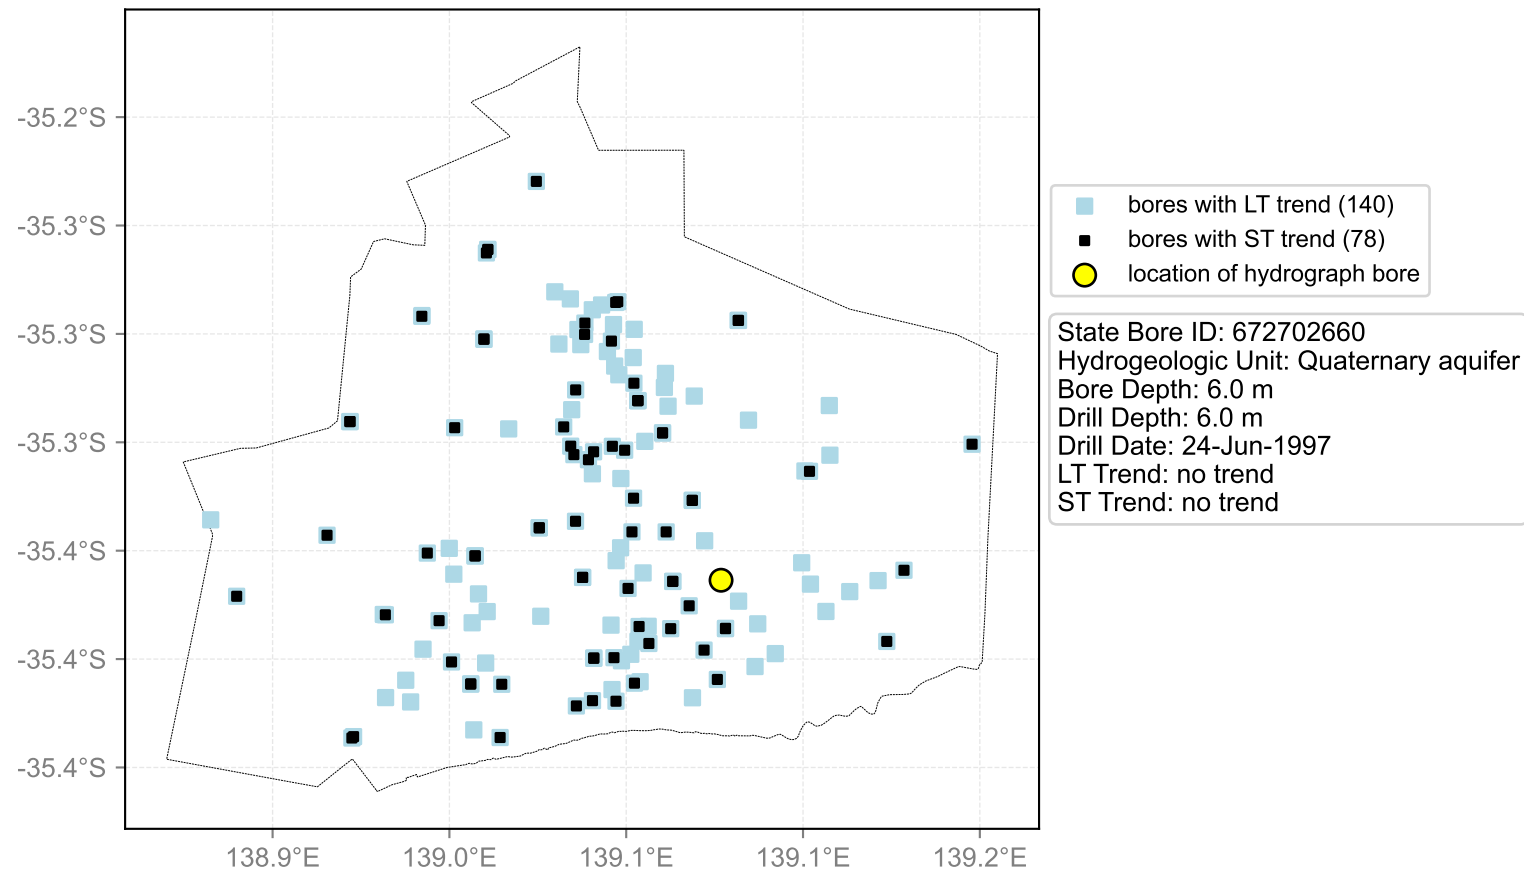 -35.2°S
-35.3°S
-35.3°S
-35.3°S
-35.4°S
-35.4°S
-35.4°S
138.9°E
139.0°E
139.1°E
139.1°E
139.2°E
bores with LT trend (140)
bores with ST trend (78)
location of hydrograph bore
State Bore ID: 672702660
Hydrogeologic Unit: Quaternary aquifer
Bore Depth: 6.0 m
Drill Depth: 6.0 m
Drill Date: 24-Jun-1997
LT Trend: no trend
ST Trend: no trend